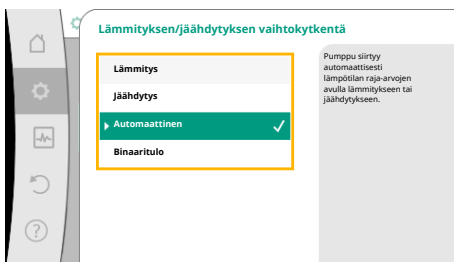 Lämmityksen/jäähdytyksen vaihtokytkentä
Lämmitys
Jäähdytys
Automaattinen
Binaaritulo
Pumppu siirtyy
automaattisesti
lämpötilan raja-arvojen
avulla lämmitykseen tai
jäähdytykseen.